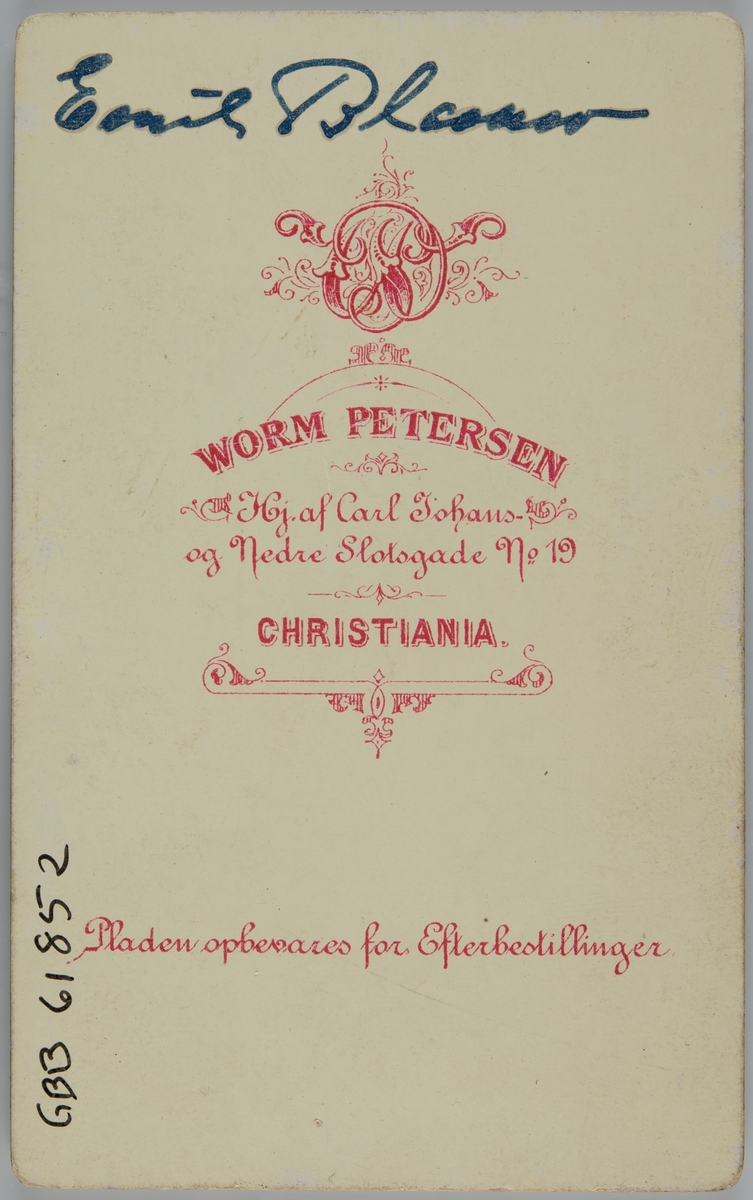 Emil
WORM PETERSEN
Hj. af Carl Johans-
og Nedre Slotsgade No 19
CHRISTIANIA.
Pladen opbevares for Efterbestillinger
GBB 61852